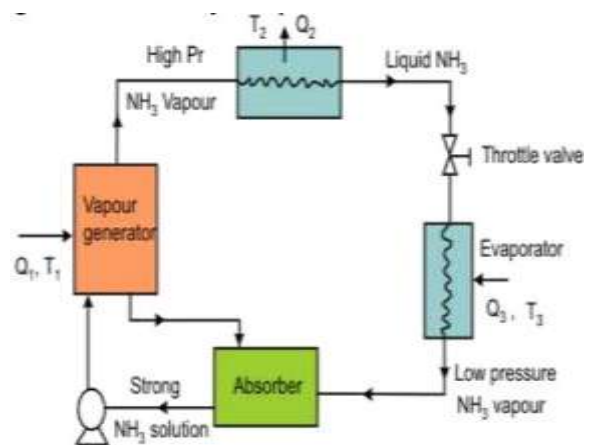 T₂ Q₂
High Pr
NH₃ Vapour
Liquid NH₃
Throttle valve
Vapour
generator
Q₁, T₁
Evaporator
Q₃ , T₃
Low pressure
NH₃ vapour
Absorber
Strong
NH₃ solution